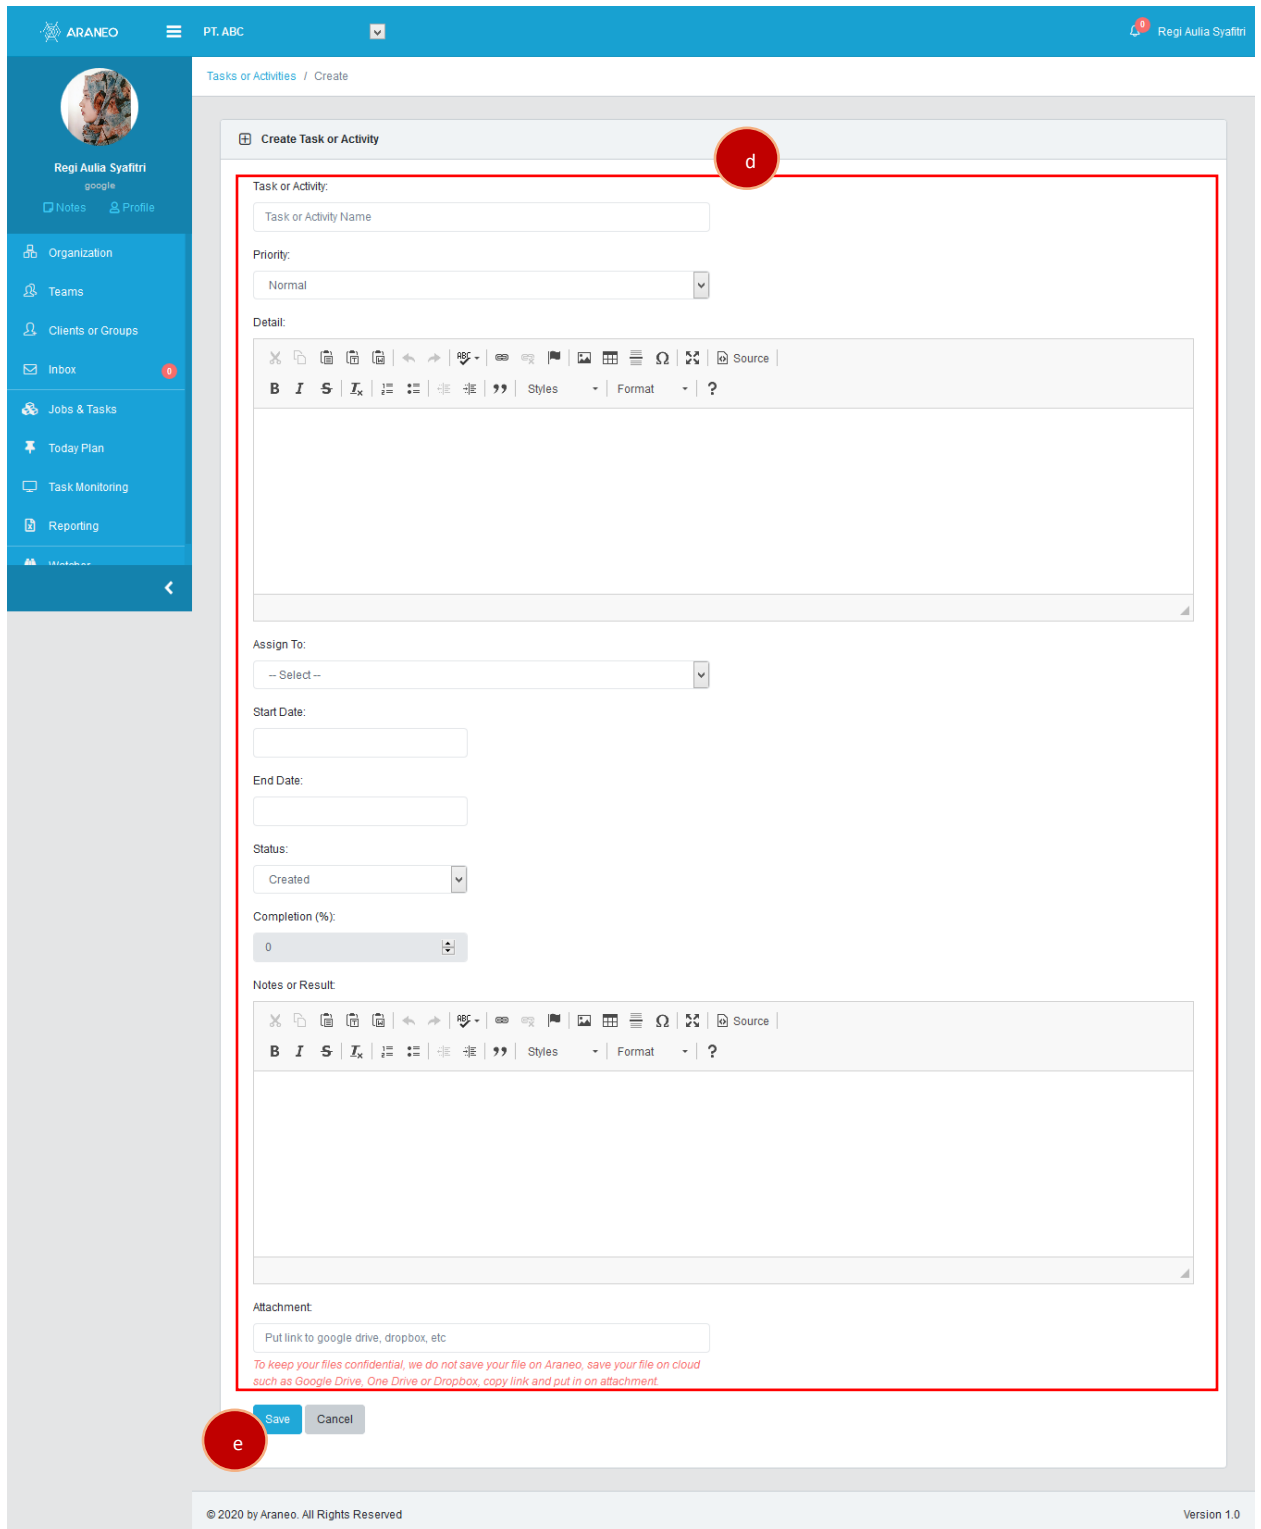 ARANEO
PT. ABC
0
Regi Aulia Syafitri
Tasks or Activities / Create
Regi Aulia Syafitri
google
Notes Profile
Organization
Teams
Clients or Groups
Inbox 0
Jobs & Tasks
Today Plan
Task Monitoring
Reporting
Watcher
Create Task or Activity
d
Task or Activity:
Task or Activity Name
Priority:
Normal
Detail:
ABC Source
B I S Ix Styles Format ?
Assign To:
-- Select --
Start Date:
End Date:
Status:
Created
Completion (%):
0
Notes or Result:
ABC Source
B I S Ix Styles Format ?
Attachment:
Put link to google drive, dropbox, etc
To keep your files confidential, we do not save your file on Araneo, save your file on cloud
such as Google Drive, One Drive or Dropbox, copy link and put in on attachment.
Save Cancel
e
© 2020 by Araneo. All Rights Reserved
Version 1.0